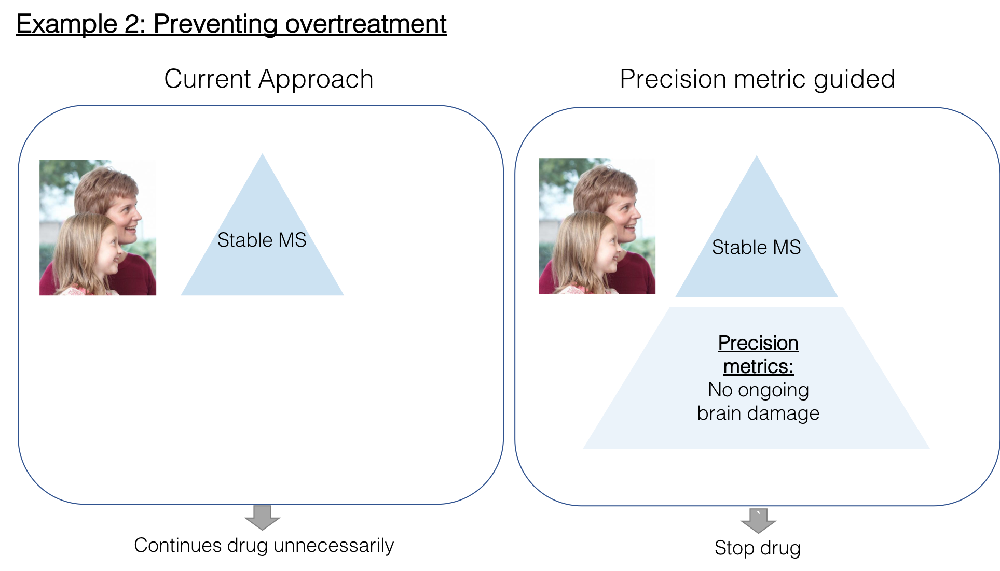 Example 2: Preventing overtreatment
Current Approach
Stable MS
Continues drug unnecessarily
Precision metric guided
Stable MS
Precision
metrics:
No ongoing
brain damage
`
Stop drug